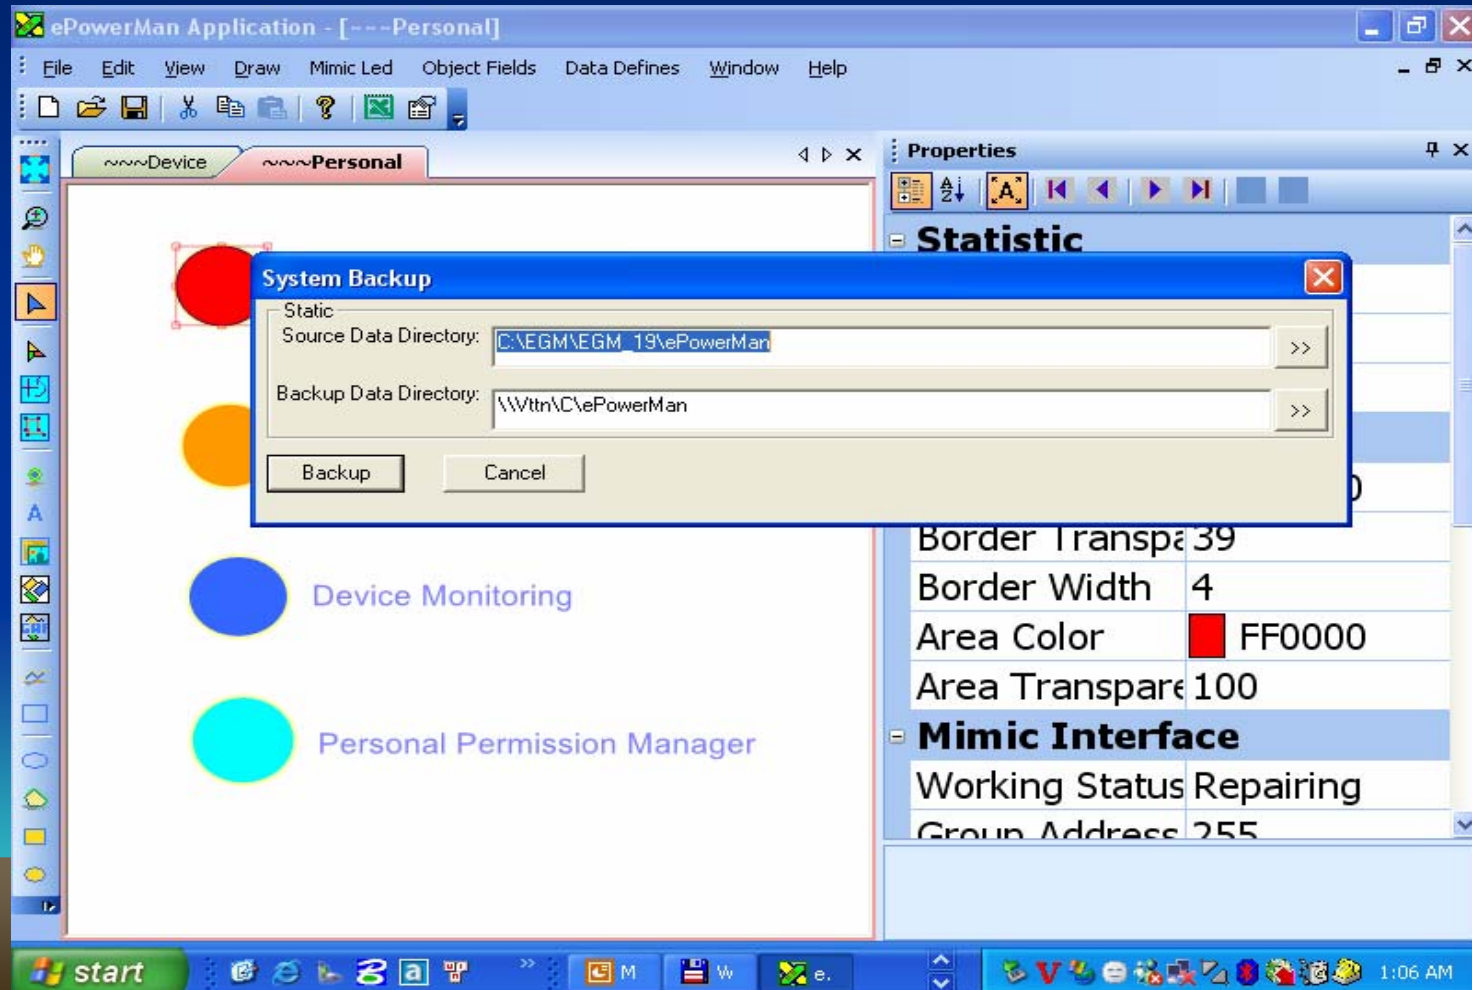 ePowerMan Application - [---Personal]
File Edit View Draw Mimic Led Object Fields Data Defines Window Help
~~~Device ~~~Personal
Properties
Statistic
System Backup
Static
Source Data Directory: C:\EGM\EGM_19\ePowerMan >>
Backup Data Directory: \\Vttn\C\ePowerMan >>
Backup Cancel
Border Transpa 39
Border Width 4
Area Color FF0000
Area Transpare 100
Mimic Interface
Working Status Repairing
Group Address 255
Device Monitoring
Personal Permission Manager
start M W e. 1:06 AM